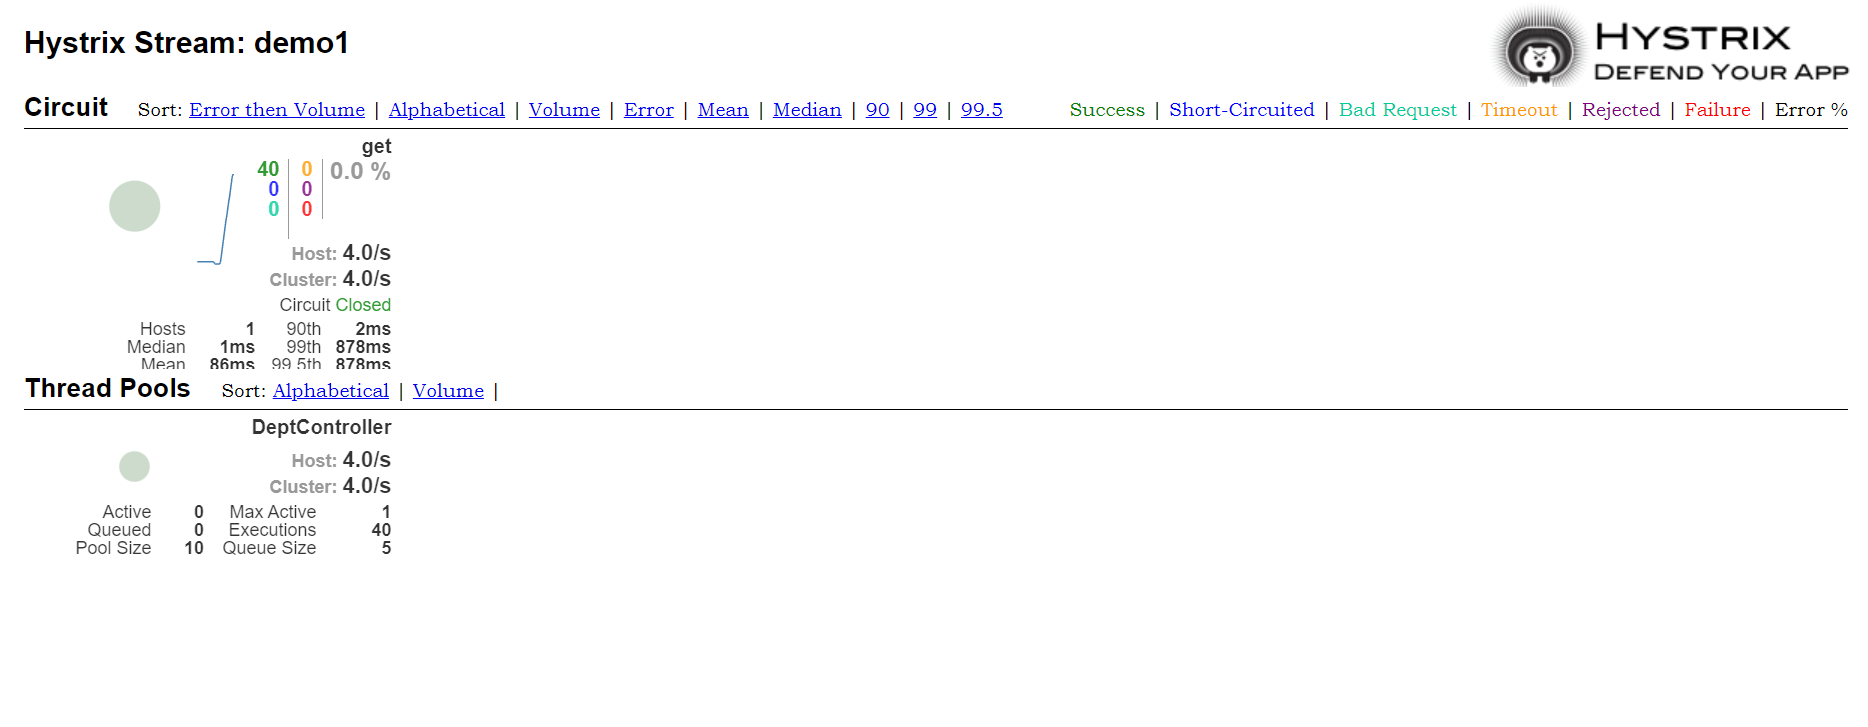 Hystrix Stream: demo1
HYSTRIX
DEFEND YOUR APP
Circuit Sort: Error then Volume | Alphabetical | Volume | Error | Mean | Median | 90 | 99 | 99.5 Success | Short-Circuited | Bad Request | Timeout | Rejected | Failure | Error %
get
40 0 0.0 %
0 0
0 0
Host: 4.0/s
Cluster: 4.0/s
Circuit Closed
Hosts 1 90th 2ms
Median 1ms 99th 878ms
Mean 86ms 99.5th 878ms
Thread Pools Sort: Alphabetical | Volume |
DeptController
Host: 4.0/s
Cluster: 4.0/s
Active 0 Max Active 1
Queued 0 Executions 40
Pool Size 10 Queue Size 5